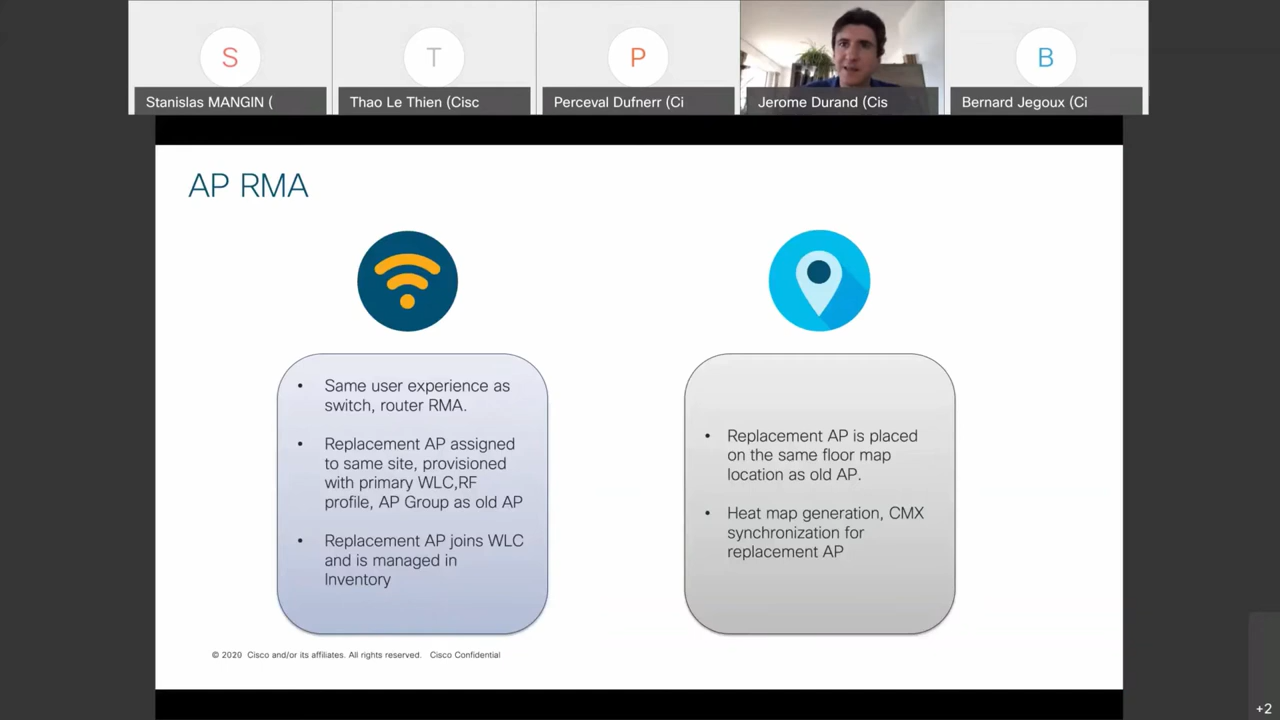 S
T
P
B
Stanislas MANGIN (
Thao Le Thien (Cisc
Perceval Dufnerr (Ci
Jerome Durand (Cis
Bernard Jegoux (Ci
AP RMA
• Same user experience as
switch, router RMA.
• Replacement AP assigned
to same site, provisioned
with primary WLC,RF
profile, AP Group as old AP
• Replacement AP joins WLC
and is managed in
Inventory
• Replacement AP is placed
on the same floor map
location as old AP.
• Heat map generation, CMX
synchronization for
replacement AP
© 2020 Cisco and/or its affiliates. All rights reserved. Cisco Confidential
+2